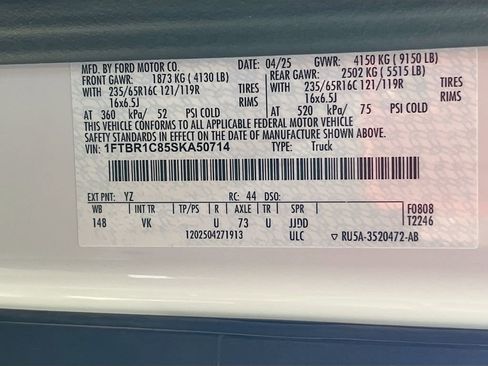 MFD. BY FORD MOTOR CO. 04/25 GVWR: 4150 KG ( 9150 LB)
FRONT GAWR: 1873 KG ( 4130 LB) REAR GAWR: 2502 KG ( 5515 LB)
WITH 235/65R16C 121/119R TIRES WITH 235/65R16C 121/119R TIRES
16x6.5J RIMS 16x6.5J RIMS
AT 360 kPa/ 52 PSI COLD AT 520 kPa/ 75 PSI COLD
THIS VEHICLE CONFORMS TO ALL APPLICABLE FEDERAL MOTOR VEHICLE
SAFETY STANDARDS IN EFFECT ON THE DATE OF MANUFACTURE SHOWN ABOVE.
VIN: 1FTBR1C85SKA50714 TYPE: Truck
EXT PNT: YZ RC: 44 DSO:
WB INT TR TP/PS R AXLE TR SPR F0808
148 VK U 73 U JJDD T2246
1202504271913 ULC RU5A-3520472-AB